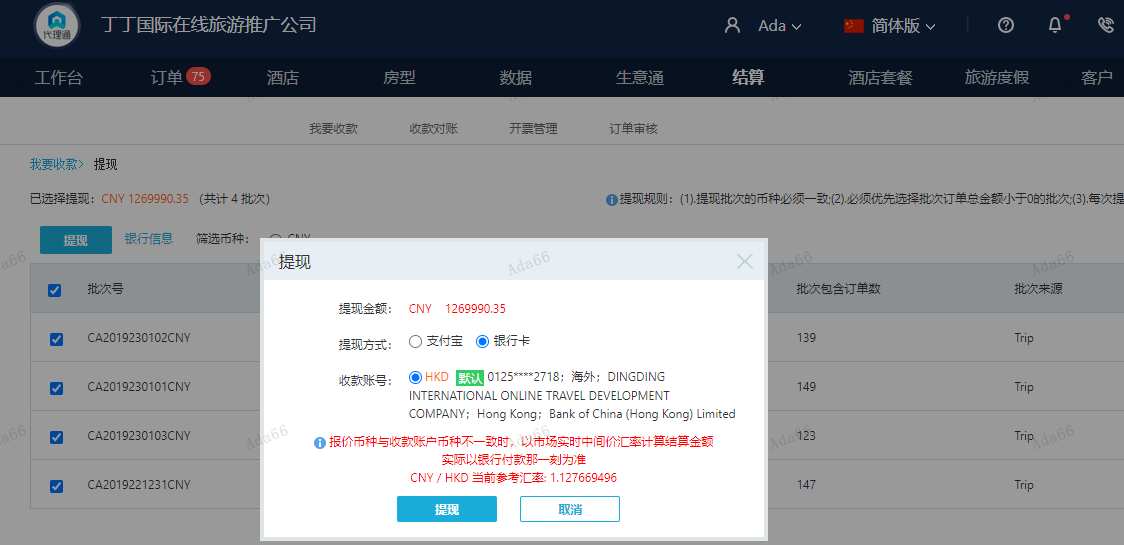 代理通
丁丁国际在线旅游推广公司
Ada
简体版
工作台
订单 75
酒店
房型
数据
生意通
结算
酒店套餐
旅游度假
客户
我要收款
收款对账
开票管理
订单审核
我要收款> 提现
已选择提现：CNY 1269990.35 (共计 4 批次)
提现规则：(1).提现批次的币种必须一致;(2).必须优先选择批次订单总金额小于0的批次;(3).每次提
提现
银行信息
筛选币种：
CNY
批次号
批次包含订单数
批次来源
CA2019230102CNY
139
Trip
CA2019230101CNY
149
Trip
CA2019230103CNY
123
Trip
CA2019221231CNY
147
Trip
提现
提现金额： CNY 1269990.35
提现方式： 支付宝 银行卡
收款账号： HKD 默认 0125****2718；海外；DINGDING
INTERNATIONAL ONLINE TRAVEL DEVELOPMENT
COMPANY；Hong Kong；Bank of China (Hong Kong) Limited
报价币种与收款账户币种不一致时，以市场实时中间价汇率计算结算金额
实际以银行付款那一刻为准
CNY / HKD 当前参考汇率: 1.127669496
提现
取消
Ada66
Ada66
Ada66
Ada66
Ada66
Ada66
Ada66